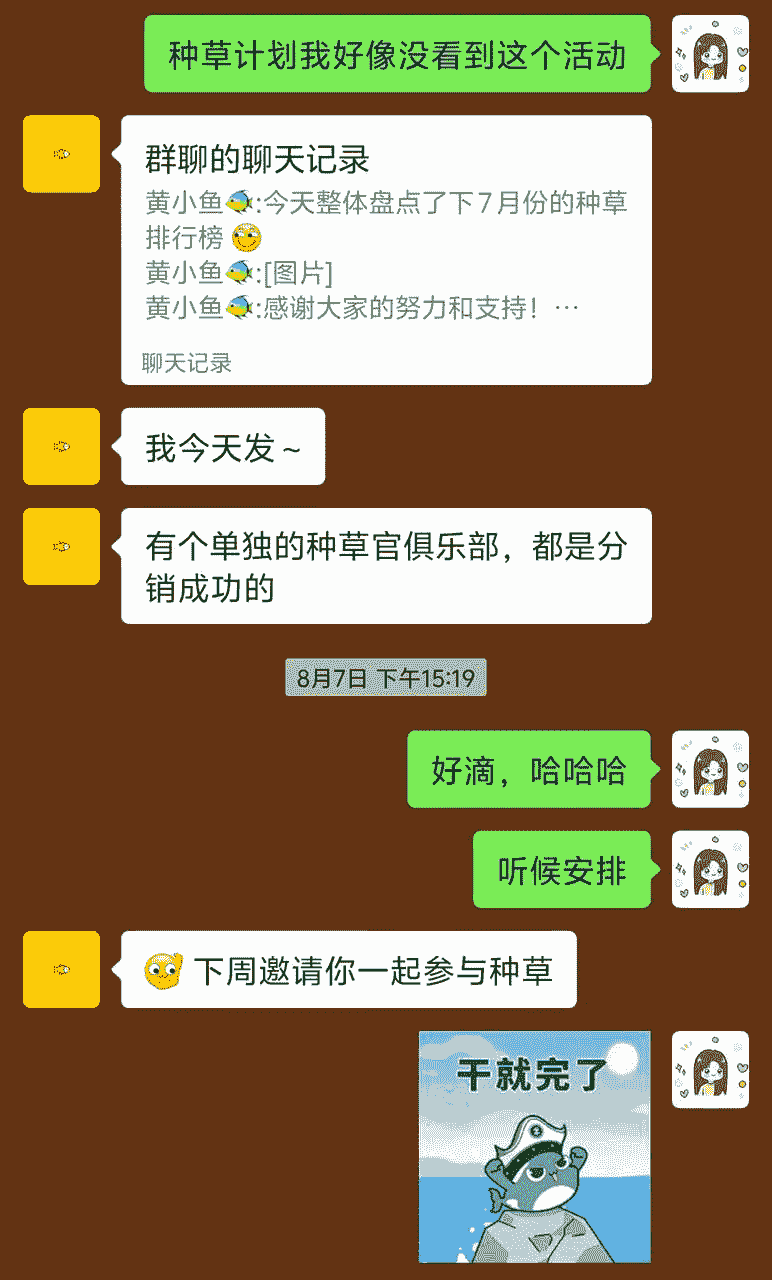 种草计划我好像没看到这个活动
群聊的聊天记录
黄小鱼🐠:今天整体盘点了下7月份的种草
排行榜
黄小鱼🐠:[图片]
黄小鱼🐠:感谢大家的努力和支持！…
聊天记录
我今天发～
有个单独的种草官俱乐部，都是分
销成功的
8月7日 下午15:19
好滴，哈哈哈
听候安排
下周邀请你一起参与种草
干就完了